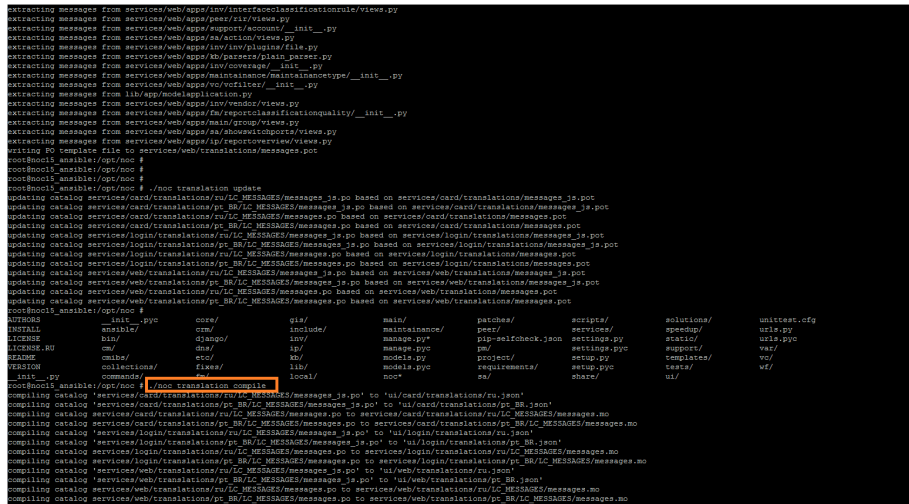 extracting messages from services/web/apps/inv/interfaceclassificationrule/views.py
extracting messages from services/web/apps/peer/rir/views.py
extracting messages from services/web/apps/support/account/__init__.py
extracting messages from services/web/apps/sa/action/views.py
extracting messages from services/web/apps/inv/inv/plugins/file.py
extracting messages from services/web/apps/kb/parsers/plain_parser.py
extracting messages from services/web/apps/inv/coverage/__init__.py
extracting messages from services/web/apps/maintainance/maintainancetype/__init__.py
extracting messages from services/web/apps/vc/vcfilter/__init__.py
extracting messages from lib/app/modelapplication.py
extracting messages from services/web/apps/inv/vendor/views.py
extracting messages from services/web/apps/fm/reportclassificationquality/__init__.py
extracting messages from services/web/apps/main/group/views.py
extracting messages from services/web/apps/sa/showswitchports/views.py
extracting messages from services/web/apps/ip/reportoverview/views.py
writing PO template file to services/web/translations/messages.pot
root@noc15_ansible:/opt/noc #
root@noc15_ansible:/opt/noc #
root@noc15_ansible:/opt/noc #
root@noc15_ansible:/opt/noc # ./noc translation update
updating catalog services/card/translations/ru/LC_MESSAGES/messages_js.po based on services/card/translations/messages_js.pot
updating catalog services/card/translations/pt_BR/LC_MESSAGES/messages_js.po based on services/card/translations/messages_js.pot
updating catalog services/card/translations/ru/LC_MESSAGES/messages.po based on services/card/translations/messages.pot
updating catalog services/card/translations/pt_BR/LC_MESSAGES/messages.po based on services/card/translations/messages.pot
updating catalog services/login/translations/ru/LC_MESSAGES/messages_js.po based on services/login/translations/messages_js.pot
updating catalog services/login/translations/pt_BR/LC_MESSAGES/messages_js.po based on services/login/translations/messages_js.pot
updating catalog services/login/translations/ru/LC_MESSAGES/messages.po based on services/login/translations/messages.pot
updating catalog services/login/translations/pt_BR/LC_MESSAGES/messages.po based on services/login/translations/messages.pot
updating catalog services/web/translations/ru/LC_MESSAGES/messages_js.po based on services/web/translations/messages_js.pot
updating catalog services/web/translations/pt_BR/LC_MESSAGES/messages_js.po based on services/web/translations/messages_js.pot
updating catalog services/web/translations/ru/LC_MESSAGES/messages.po based on services/web/translations/messages.pot
updating catalog services/web/translations/pt_BR/LC_MESSAGES/messages.po based on services/web/translations/messages.pot
root@noc15_ansible:/opt/noc #
AUTHORS __init__.pyc core/ gis/ main/ patches/ scripts/ solutions/ unittest.cfg
INSTALL ansible/ crm/ include/ maintainance/ peer/ services/ speedup/ urls.py
LICENSE bin/ django/ inv/ manage.py* pip-selfcheck.json settings.py static/ urls.pyc
LICENSE.RU cm/ dns/ ip/ manage.pyc pm/ settings.pyc support/ var/
README cmibs/ etc/ kb/ models.py project/ setup.py templates/ vc/
VERSION collections/ fixes/ lib/ models.pyc requirements/ setup.pyc tests/ wf/
__init__.py commands/ fm/ local/ noc* sa/ share/ ui/
root@noc15_ansible:/opt/noc # ./noc translation compile
compiling catalog 'services/card/translations/ru/LC_MESSAGES/messages_js.po' to 'ui/card/translations/ru.json'
compiling catalog 'services/card/translations/pt_BR/LC_MESSAGES/messages_js.po' to 'ui/card/translations/pt_BR.json'
compiling catalog services/card/translations/ru/LC_MESSAGES/messages.po to services/card/translations/ru/LC_MESSAGES/messages.mo
compiling catalog services/card/translations/pt_BR/LC_MESSAGES/messages.po to services/card/translations/pt_BR/LC_MESSAGES/messages.mo
compiling catalog 'services/login/translations/ru/LC_MESSAGES/messages_js.po' to 'ui/login/translations/ru.json'
compiling catalog 'services/login/translations/pt_BR/LC_MESSAGES/messages_js.po' to 'ui/login/translations/pt_BR.json'
compiling catalog services/login/translations/ru/LC_MESSAGES/messages.po to services/login/translations/ru/LC_MESSAGES/messages.mo
compiling catalog services/login/translations/pt_BR/LC_MESSAGES/messages.po to services/login/translations/pt_BR/LC_MESSAGES/messages.mo
compiling catalog 'services/web/translations/ru/LC_MESSAGES/messages_js.po' to 'ui/web/translations/ru.json'
compiling catalog 'services/web/translations/pt_BR/LC_MESSAGES/messages_js.po' to 'ui/web/translations/pt_BR.json'
compiling catalog services/web/translations/ru/LC_MESSAGES/messages.po to services/web/translations/ru/LC_MESSAGES/messages.mo
compiling catalog services/web/translations/pt_BR/LC_MESSAGES/messages.po to services/web/translations/pt_BR/LC_MESSAGES/messages.mo